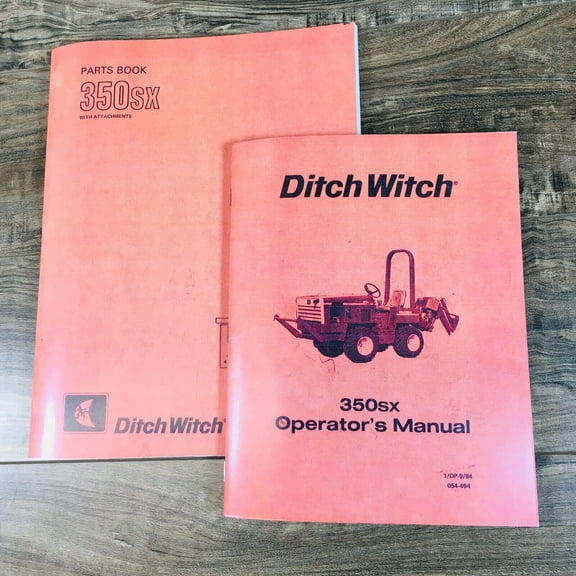 PARTS BOOK
350SX
WITH ATTACHMENTS
Ditch Witch
Ditch Witch®
350sx
Operator's Manual
1/OP-9/84
054-494